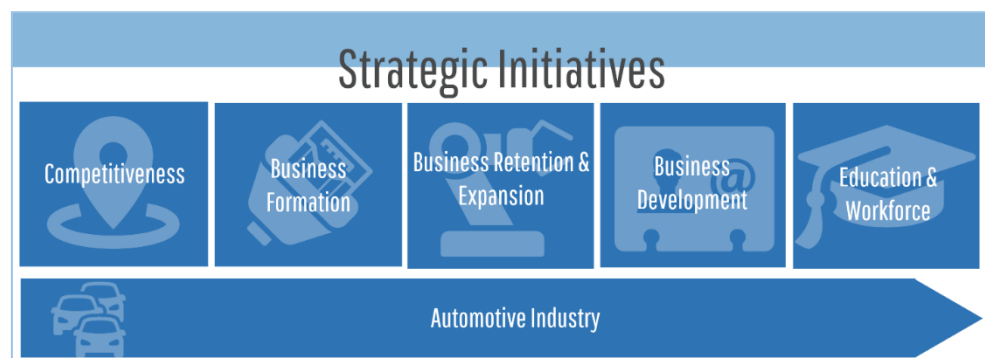 Strategic Initiatives
Competitiveness
Business
Formation
Business Retention &
Expansion
Business
Development
@
Education &
Workforce
Automotive Industry